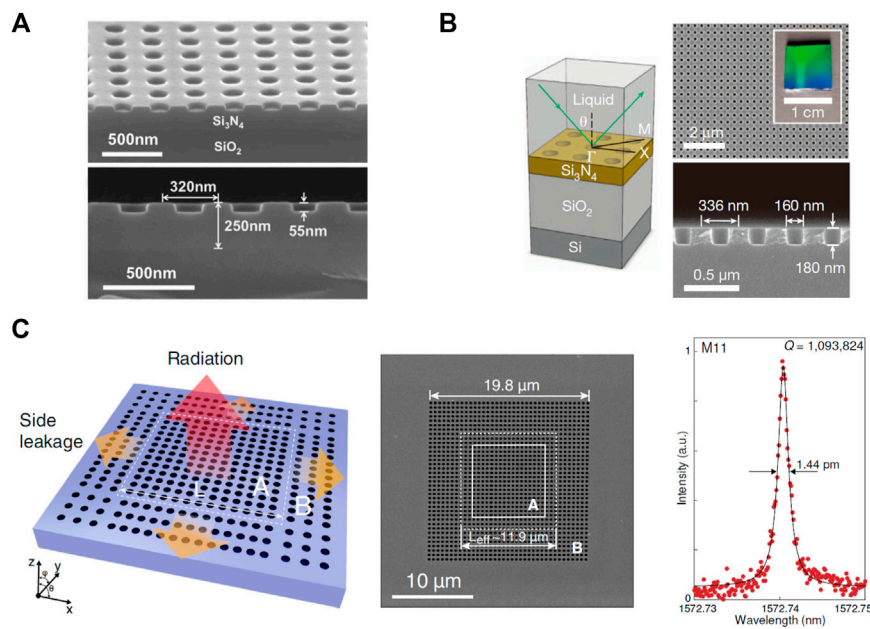 A
Si3N4
SiO2
500nm
320nm
250nm
55nm
500nm
B
Liquid
θ
M
Γ
X
Si3N4
SiO2
Si
1 cm
2 μm
336 nm
160 nm
0.5 μm
180 nm
C
Radiation
Side
leakage
L
A
B
z
φ
y
θ
x
19.8 μm
A
Leff ~11.9 μm
B
10 μm
M11
Q = 1,093,824
1
1.44 pm
Intensity (a.u.)
0
1572.73
1572.74
1572.75
Wavelength (nm)